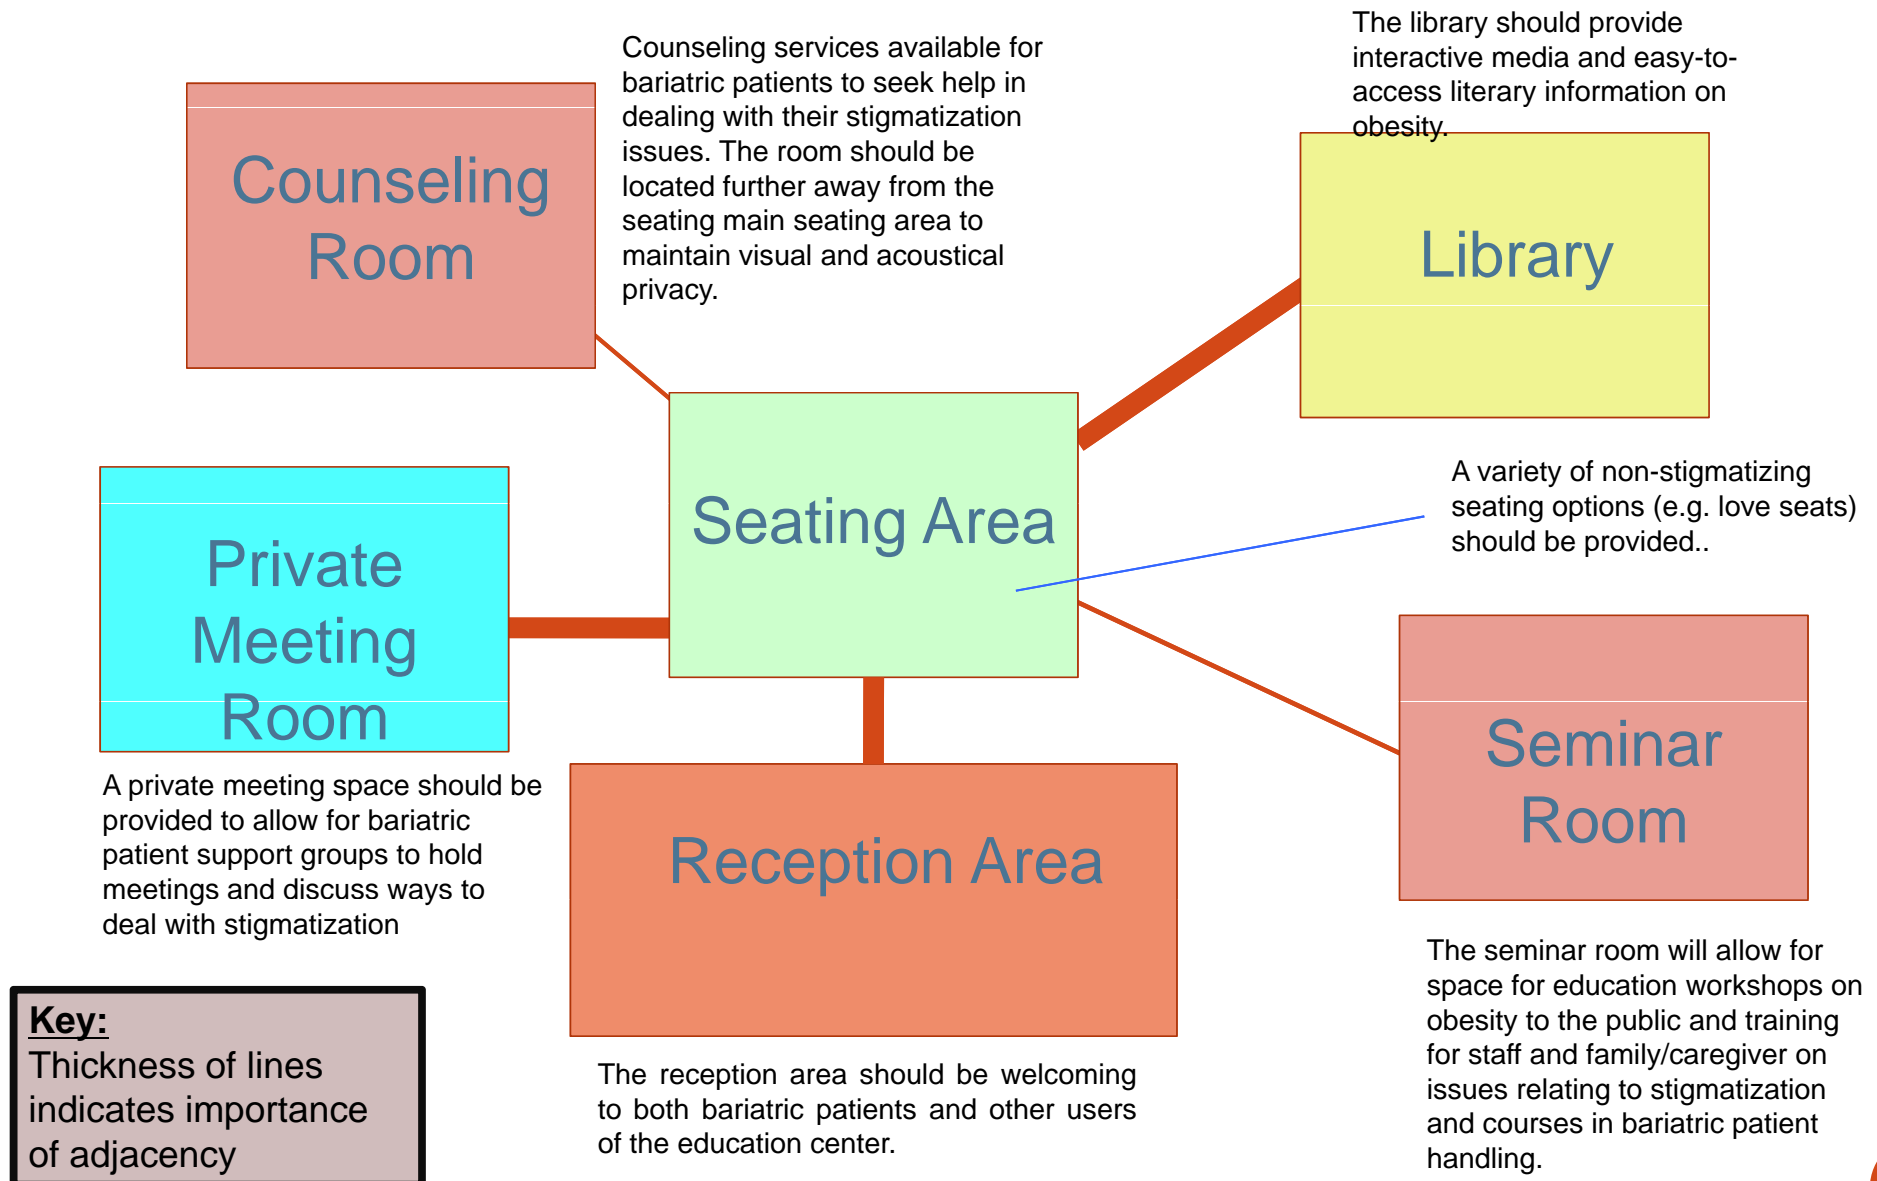 Counseling services available for
bariatric patients to seek help in
dealing with their stigmatization
issues. The room should be
located further away from the
seating main seating area to
maintain visual and acoustical
privacy.
The library should provide
interactive media and easy-to-
access literary information on
obesity.
Counseling
Room
Library
Seating Area
A variety of non-stigmatizing
seating options (e.g. love seats)
should be provided..
Private
Meeting
Room
A private meeting space should be
provided to allow for bariatric
patient support groups to hold
meetings and discuss ways to
deal with stigmatization
Reception Area
Seminar
Room
The reception area should be welcoming
to both bariatric patients and other users
of the education center.
The seminar room will allow for
space for education workshops on
obesity to the public and training
for staff and family/caregiver on
issues relating to stigmatization
and courses in bariatric patient
handling.
Key:
Thickness of lines
indicates importance
of adjacency